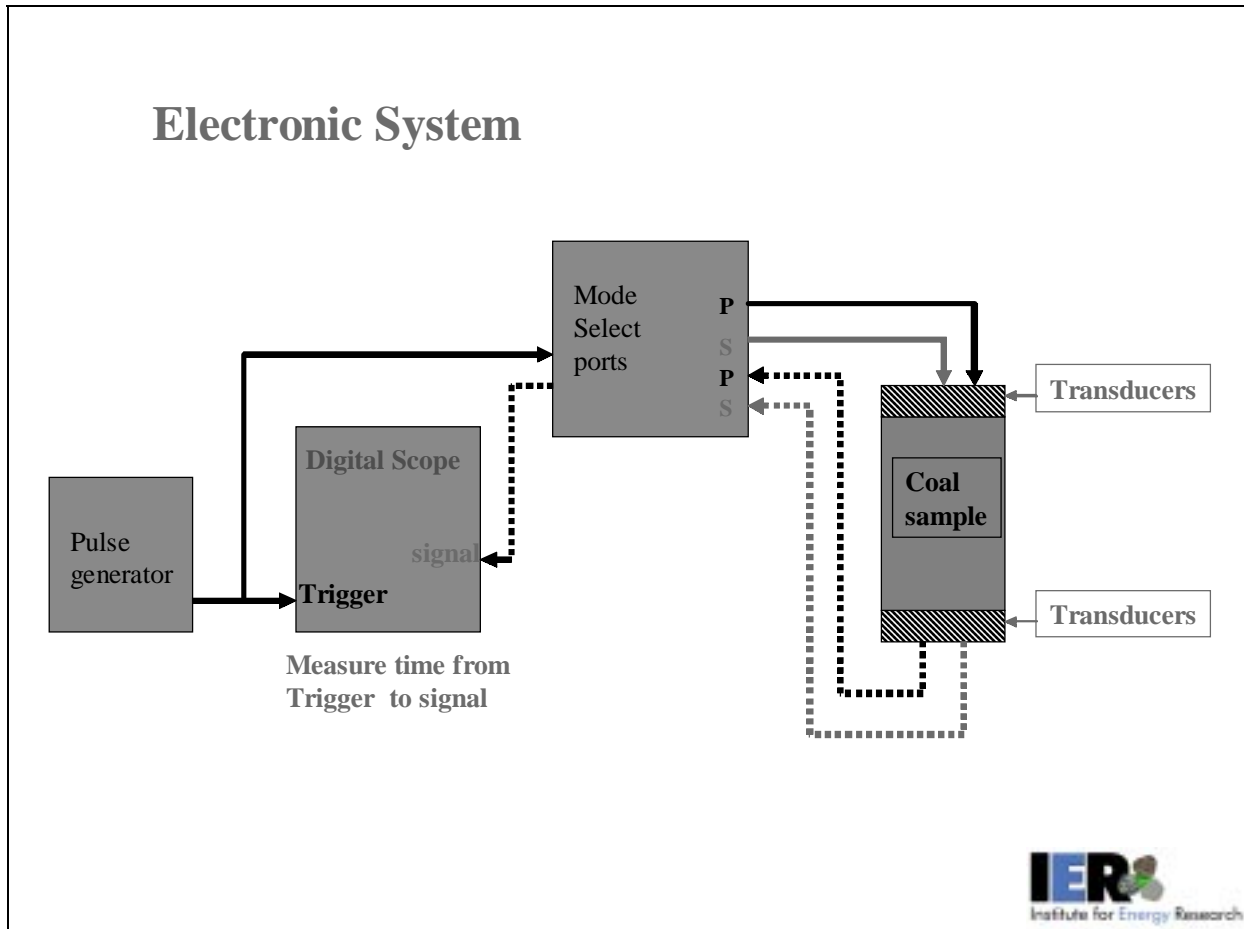 Electronic System
Mode
Select
ports
P
S
P
S
Transducers
Digital Scope
Coal
sample
Pulse
generator
signal
Trigger
Transducers
Measure time from
Trigger to signal
IER
Institute for Energy Research